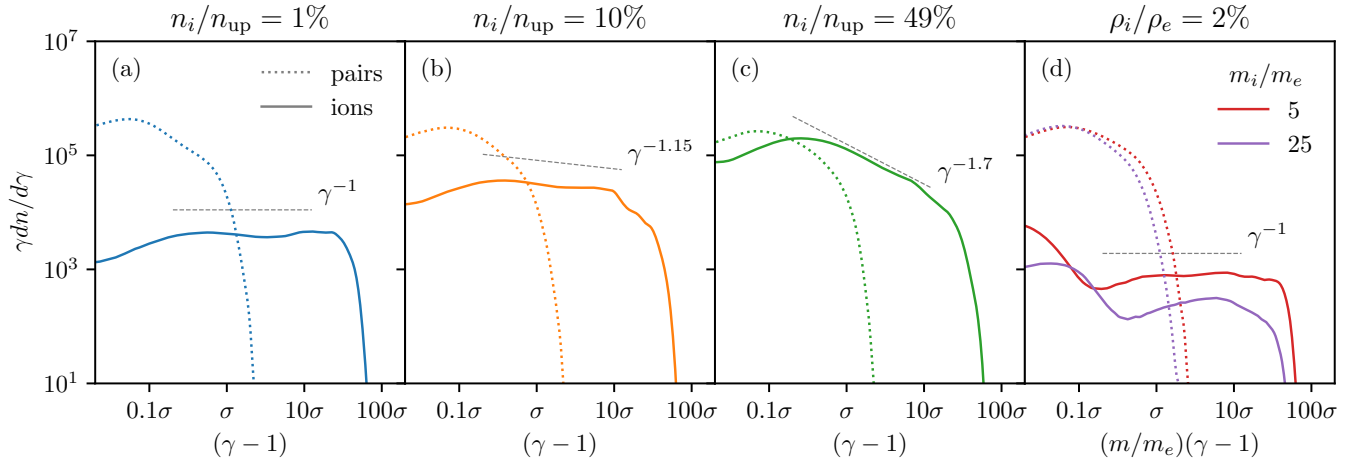 n_i/n_up = 1%
n_i/n_up = 10%
n_i/n_up = 49%
ρ_i/ρ_e = 2%
γdn/dγ
10^7
10^5
10^3
10^1
(a)
pairs
ions
γ^{-1}
0.1σ
σ
10σ
100σ
(γ − 1)
(b)
γ^{-1.15}
0.1σ
σ
10σ
100σ
(γ − 1)
(c)
γ^{-1.7}
0.1σ
σ
10σ
100σ
(γ − 1)
(d)
m_i/m_e
5
25
γ^{-1}
0.1σ
σ
10σ
100σ
(m/m_e)(γ − 1)